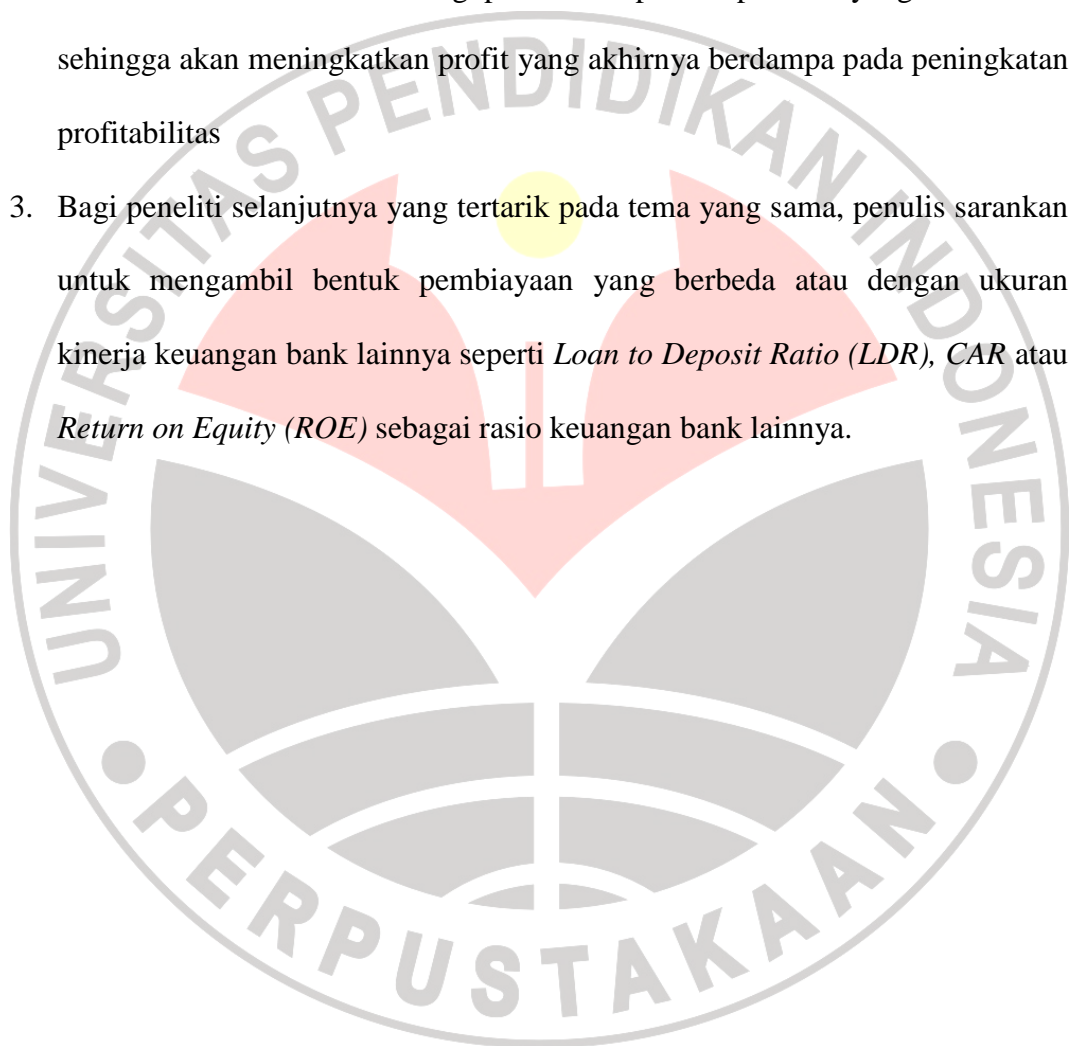 sehingga akan meningkatkan profit yang akhirnya berdampa pada peningkatan
profitabilitas
3. Bagi peneliti selanjutnya yang tertarik pada tema yang sama, penulis sarankan
untuk mengambil bentuk pembiayaan yang berbeda atau dengan ukuran
kinerja keuangan bank lainnya seperti Loan to Deposit Ratio (LDR), CAR atau
Return on Equity (ROE) sebagai rasio keuangan bank lainnya.
UNIVERSITAS PENDIDIKAN INDONESIA
PERPUSTAKAAN